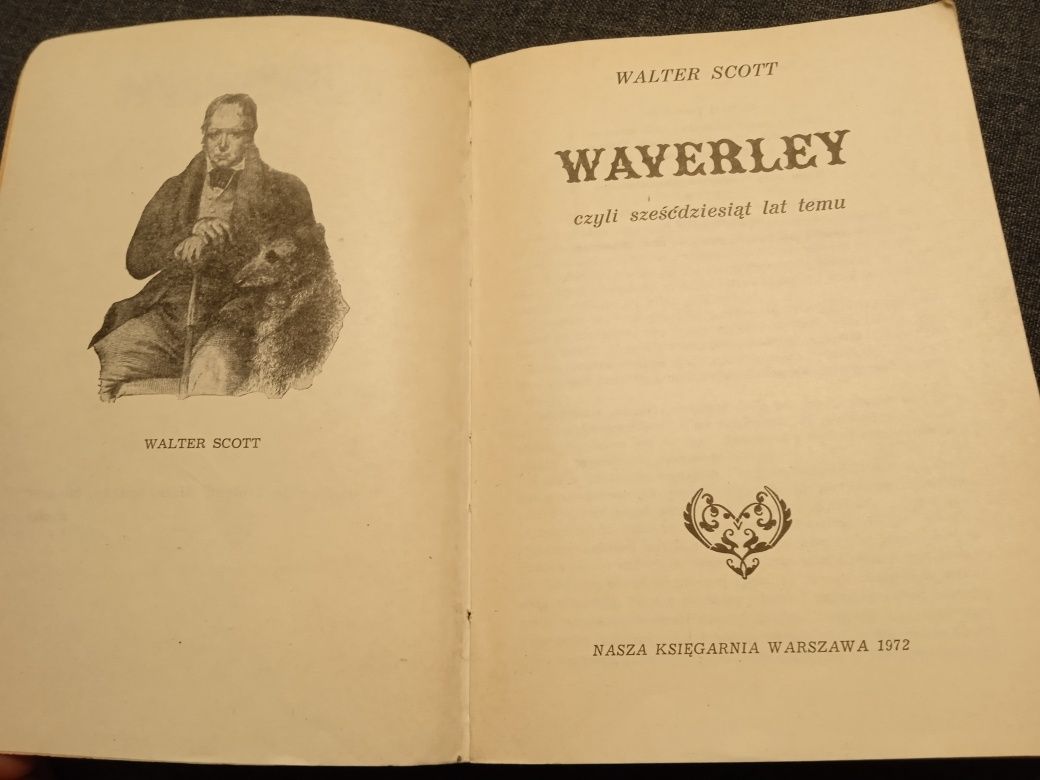 WALTER SCOTT
WALTER SCOTT
WAVERLEY
czyli sześćdziesiąt lat temu
NASZA KSIĘGARNIA WARSZAWA 1972